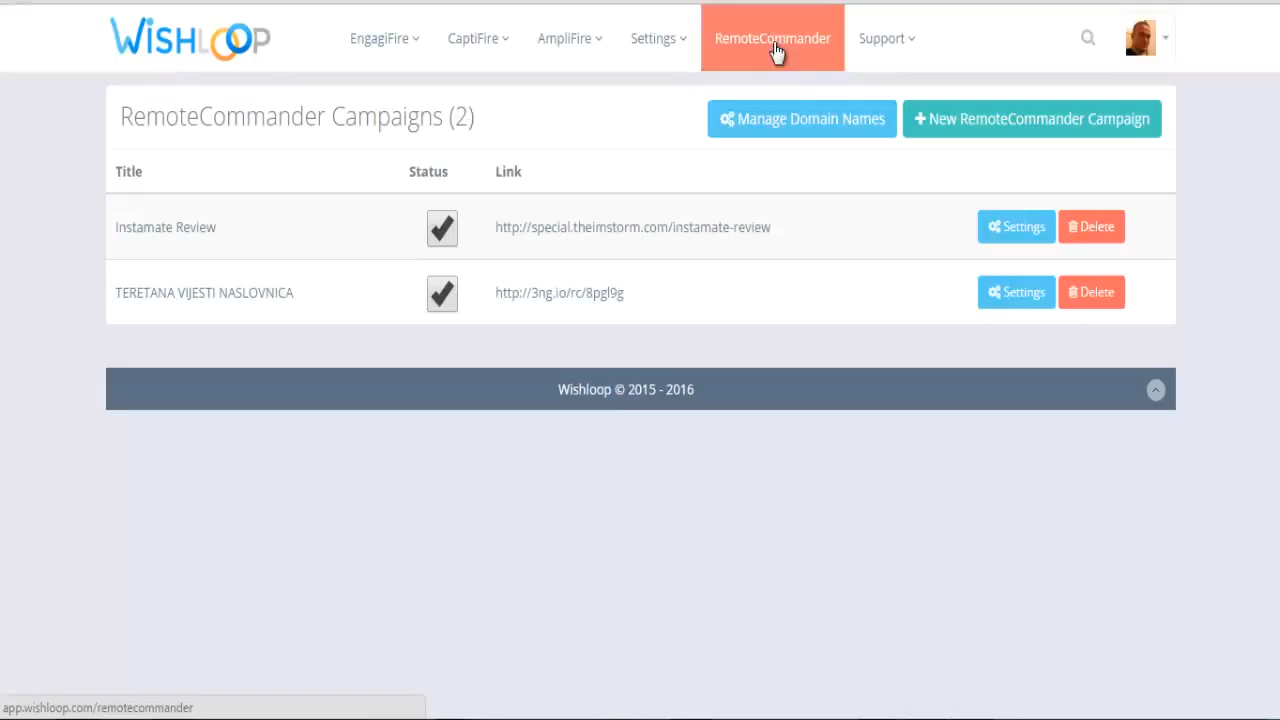 WISHLOOP EngagiFire CaptiFire AmpliFire Settings RemoteCommander Support
RemoteCommander Campaigns (2) Manage Domain Names New RemoteCommander Campaign
Title Status Link
Instamate Review http://special.theimstorm.com/instamate-review Settings Delete
TERETANA VIJESTI NASLOVNICA http://3ng.io/rc/8pgl9g Settings Delete
Wishloop © 2015 - 2016
app.wishloop.com/remotecommander